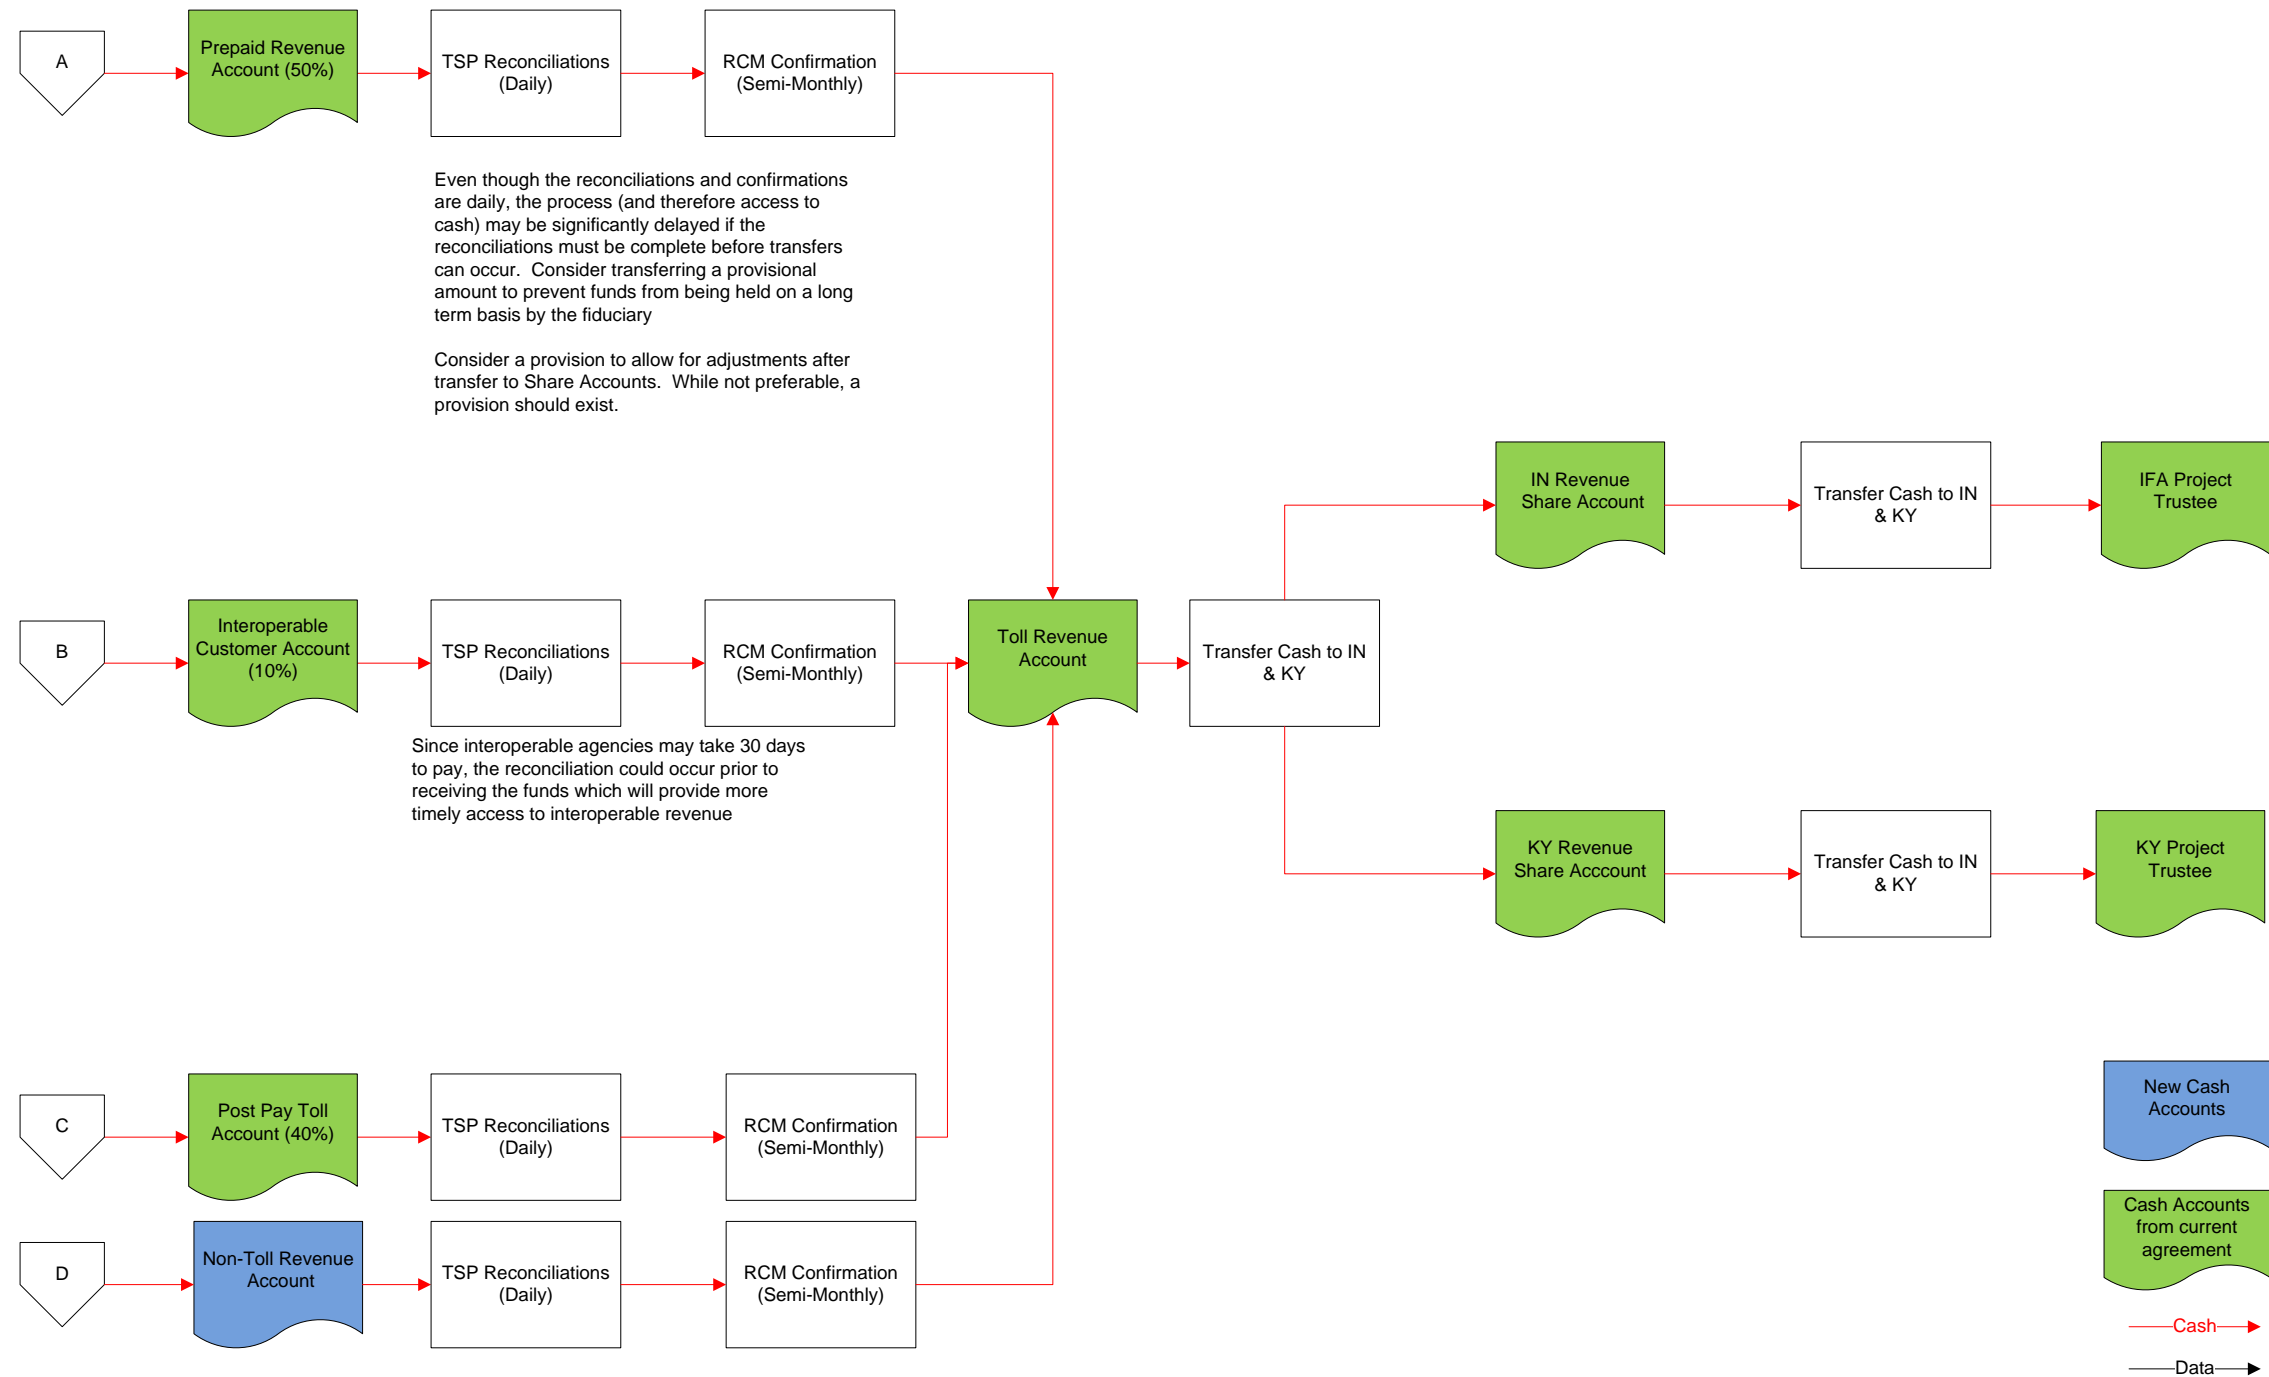 A
Prepaid Revenue
Account (50%)
TSP Reconciliations
(Daily)
RCM Confirmation
(Semi-Monthly)
Even though the reconciliations and confirmations
are daily, the process (and therefore access to
cash) may be significantly delayed if the
reconciliations must be complete before transfers
can occur.  Consider transferring a provisional
amount to prevent funds from being held on a long
term basis by the fiduciary
Consider a provision to allow for adjustments after
transfer to Share Accounts.  While not preferable, a
provision should exist.
IN Revenue
Share Account
Transfer Cash to IN
& KY
IFA Project
Trustee
B
Interoperable
Customer Account
(10%)
TSP Reconciliations
(Daily)
RCM Confirmation
(Semi-Monthly)
Toll Revenue
Account
Transfer Cash to IN
& KY
Since interoperable agencies may take 30 days
to pay, the reconciliation could occur prior to
receiving the funds which will provide more
timely access to interoperable revenue
KY Revenue
Share Acccount
Transfer Cash to IN
& KY
KY Project
Trustee
C
Post Pay Toll
Account (40%)
TSP Reconciliations
(Daily)
RCM Confirmation
(Semi-Monthly)
New Cash
Accounts
D
Non-Toll Revenue
Account
TSP Reconciliations
(Daily)
RCM Confirmation
(Semi-Monthly)
Cash Accounts
from current
agreement
Cash
Data